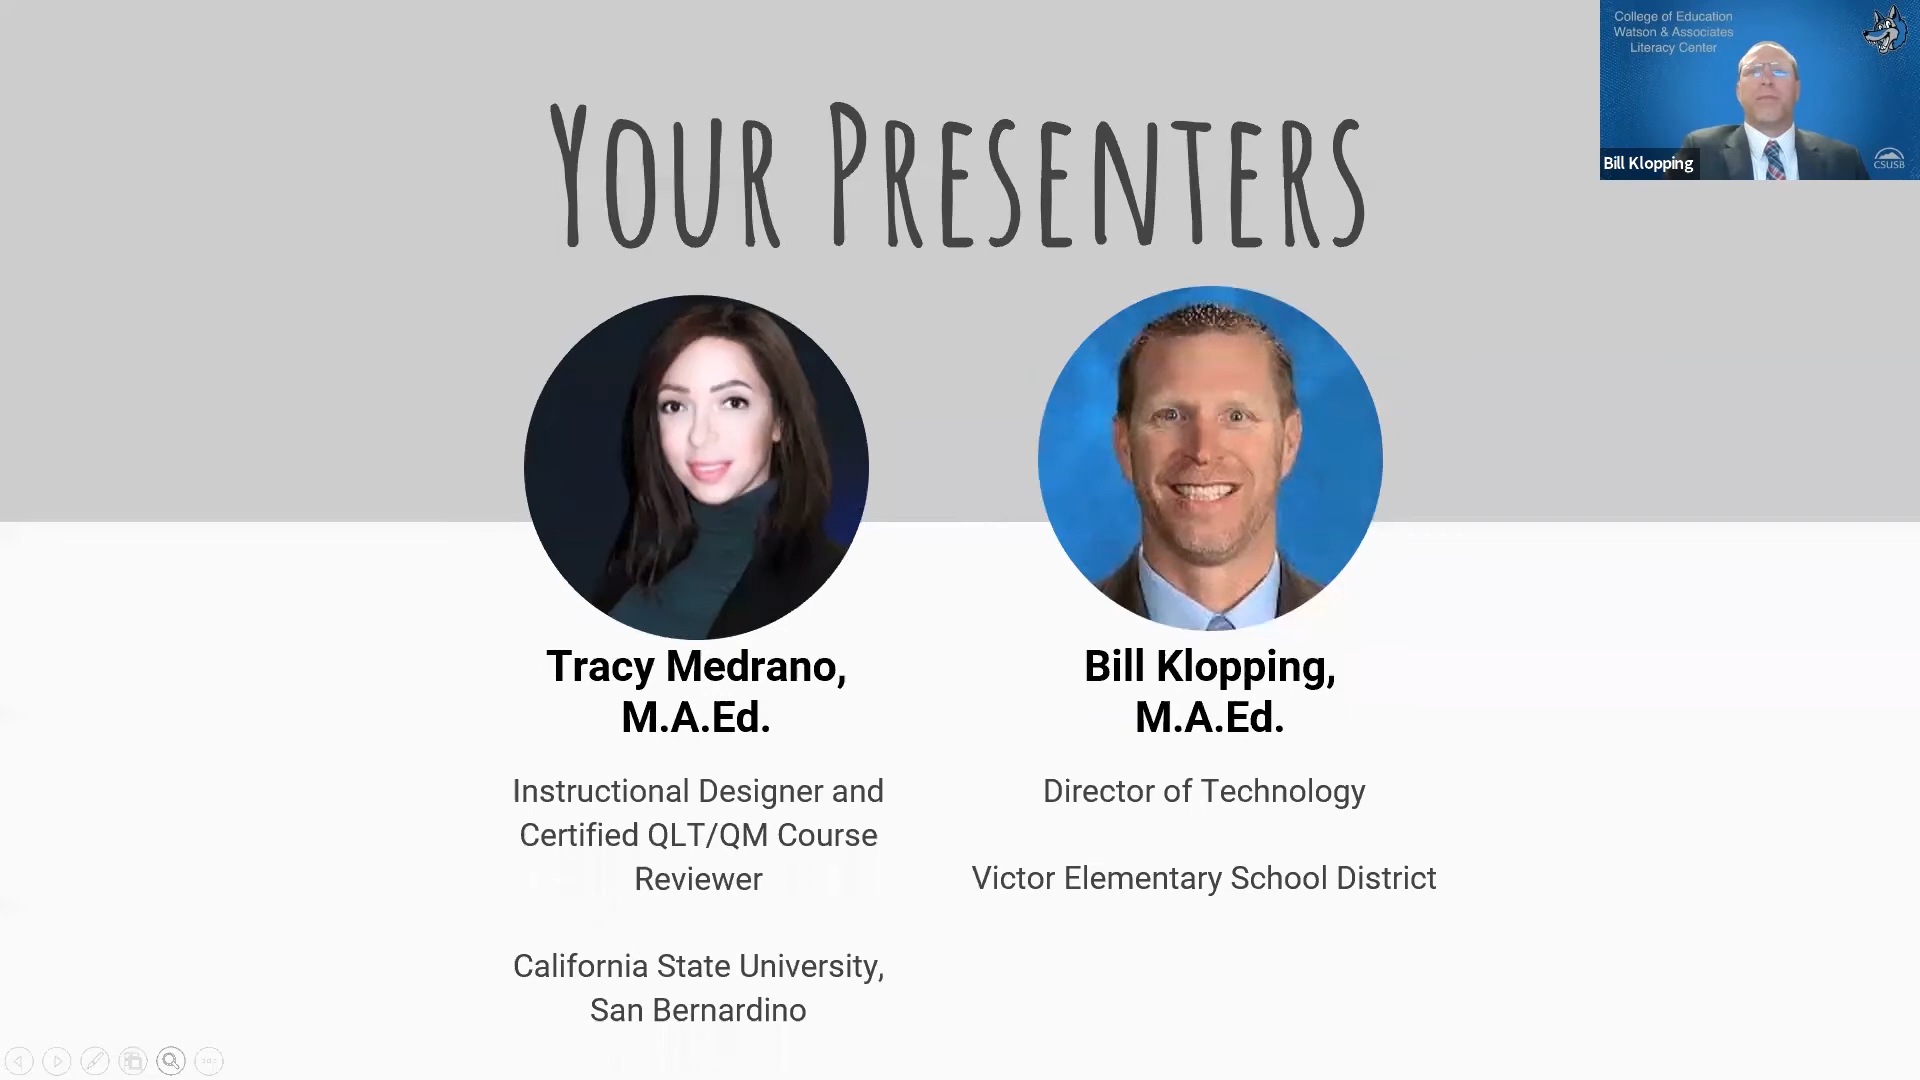 College of Education
Watson & Associates
Literacy Center
Bill Klopping
CSUSB
YOUR PRESENTERS
Tracy Medrano,
M.A.Ed.
Instructional Designer and
Certified QLT/QM Course
Reviewer
California State University,
San Bernardino
Bill Klopping,
M.A.Ed.
Director of Technology
Victor Elementary School District